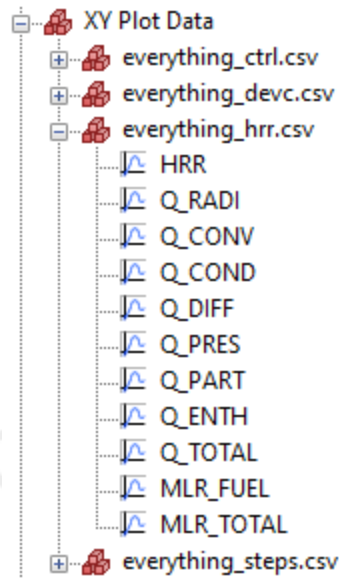 XY Plot Data
everything_ctrl.csv
everything_devc.csv
everything_hrr.csv
HRR
Q_RADI
Q_CONV
Q_COND
Q_DIFF
Q_PRES
Q_PART
Q_ENTH
Q_TOTAL
MLR_FUEL
MLR_TOTAL
everything_steps.csv